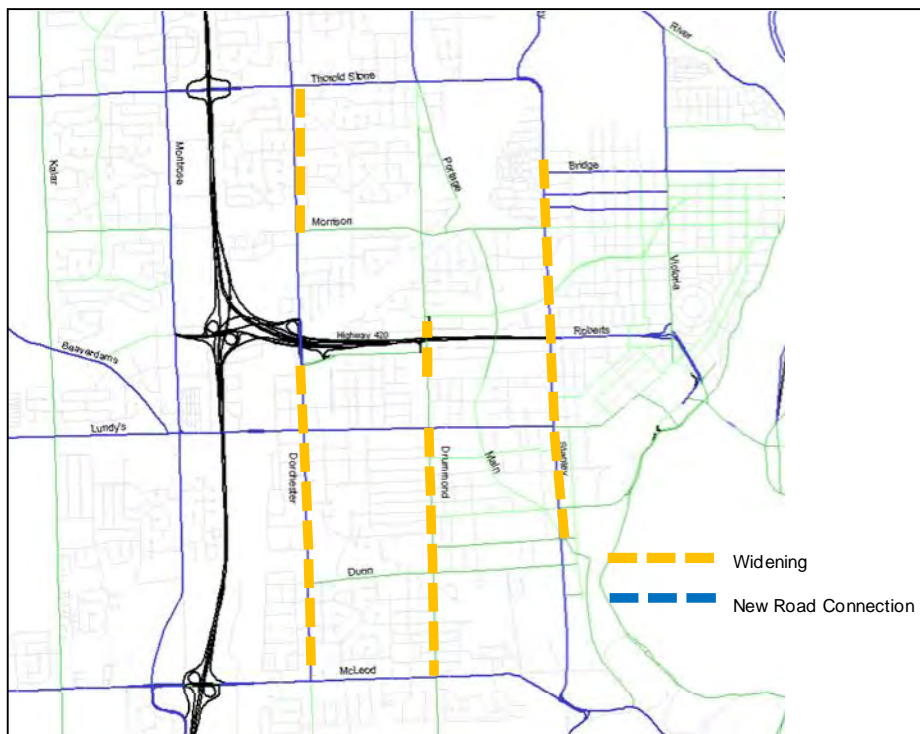 River
Thorold Stone
Kalar
Montrose
Portage
Bridge
Morrison
Victoria
Highway 420
Roberts
Beaverdams
Lundy's
Dorchester
Drummond
Main
Stanley
Dunn
McLeod
Widening
New Road Connection